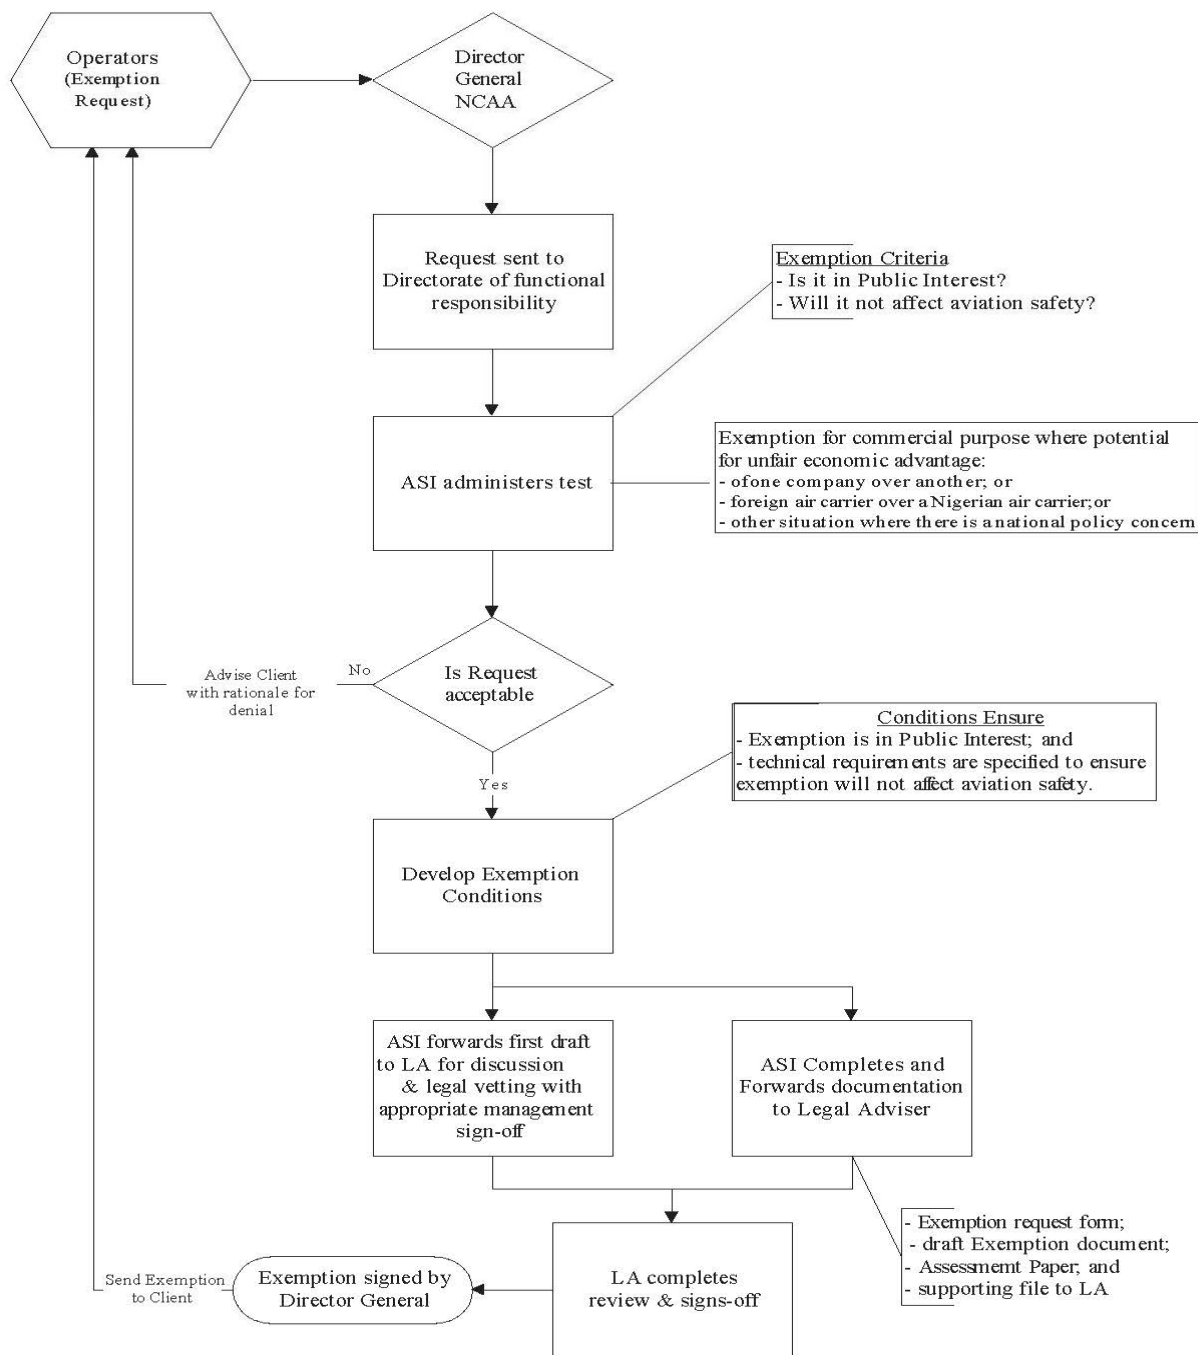 Operators
(Exemption
Request)
Director
General
NCAA
Request sent to
Directorate of functional
responsibility
Exemption Criteria
- Is it in Public Interest?
- Will it not affect aviation safety?
ASI administers test
Exemption for commercial purpose where potential
for unfair economic advantage:
- ofone company over another; or
- foreign air carrier over a Nigerian air carrier;or
- other situation where there is a national policy concern
Is Request
acceptable
No
Advise Client
with rationale for
denial
Yes
Conditions Ensure
- Exemption is in Public Interest; and
- technical requirements are specified to ensure
exemption will not affect aviation safety.
Develop Exemption
Conditions
ASI forwards first draft
to LA for discussion
& legal vetting with
appropriate management
sign-off
ASI Completes and
Forwards documentation
to Legal Adviser
- Exemption request form;
- draft Exemption document;
- Assessment Paper; and
- supporting file to LA
LA completes
review & signs-off
Exemption signed by
Director General
Send Exemption
to Client